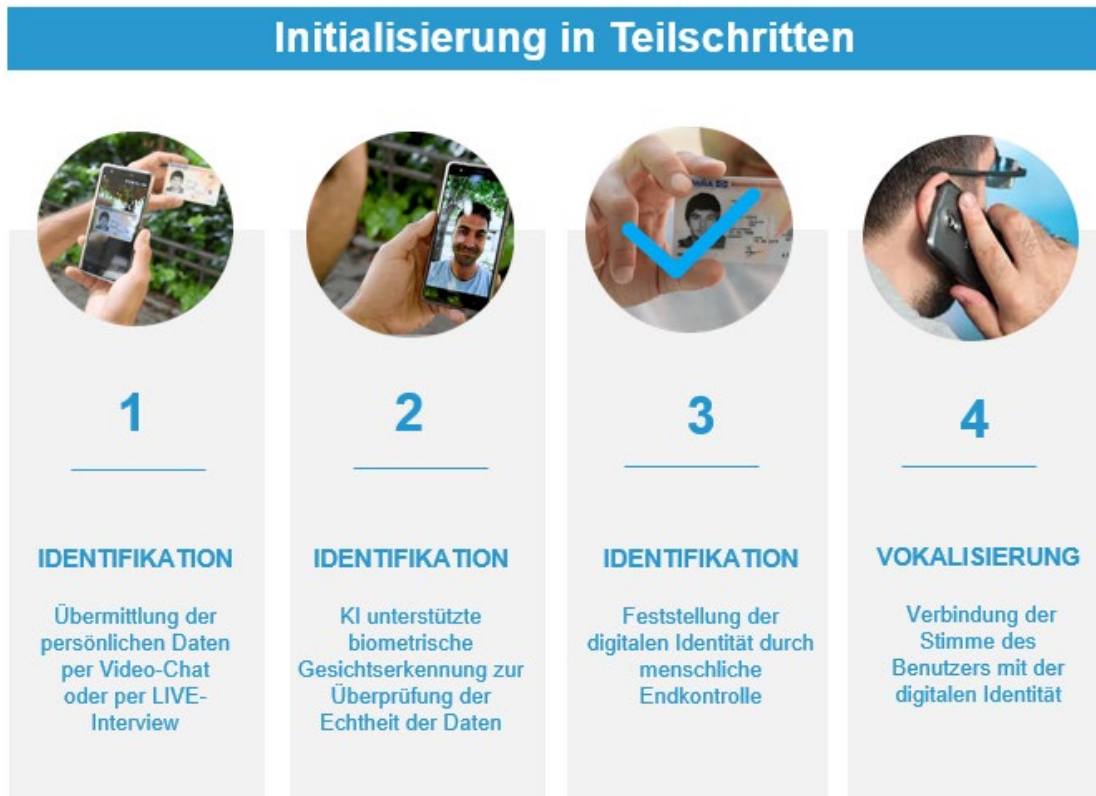 Initialisierung in Teilschritten
1
IDENTIFIKATION
Übermittlung der
persönlichen Daten
per Video-Chat
oder per LIVE-
Interview
2
IDENTIFIKATION
KI unterstützte
biometrische
Gesichtserkennung zur
Überprüfung der
Echtheit der Daten
3
IDENTIFIKATION
Feststellung der
digitalen Identität durch
menschliche
Endkontrolle
4
VOKALISIERUNG
Verbindung der
Stimme des
Benutzers mit der
digitalen Identität